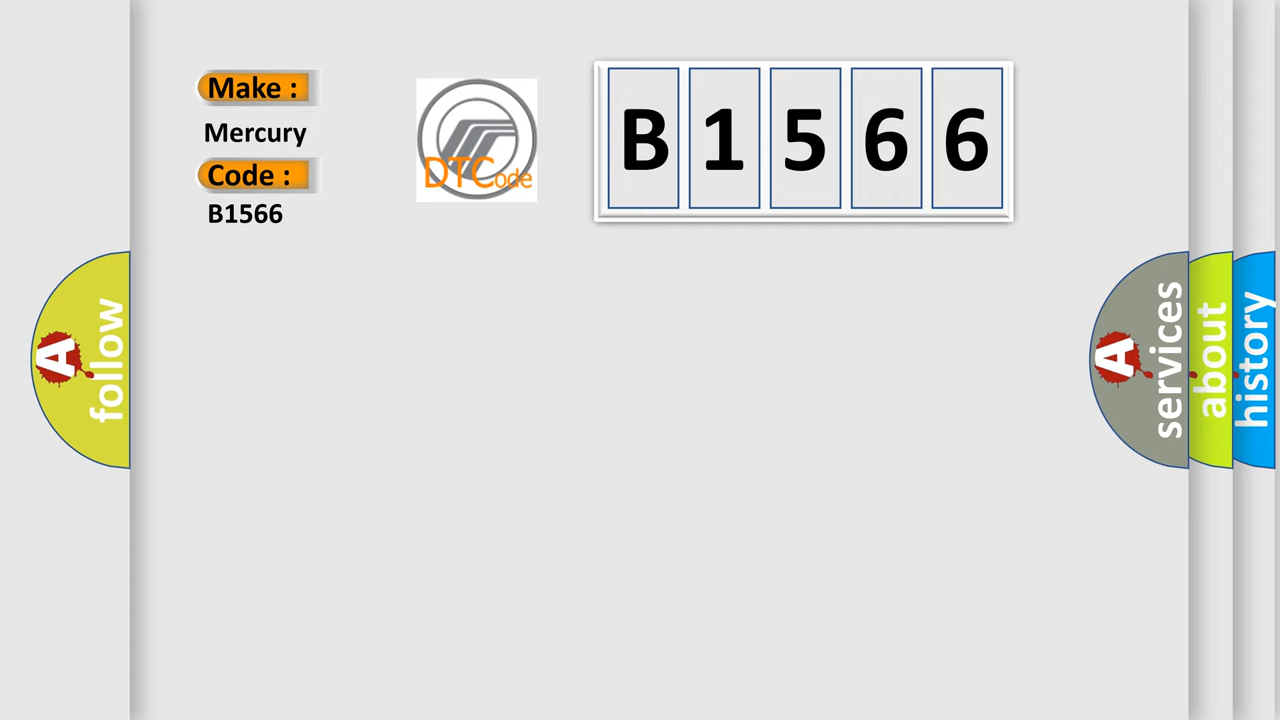 Make :
Mercury
Code :
B1566
DTCode
B 1 5 6 6
A follow
A services
about
history